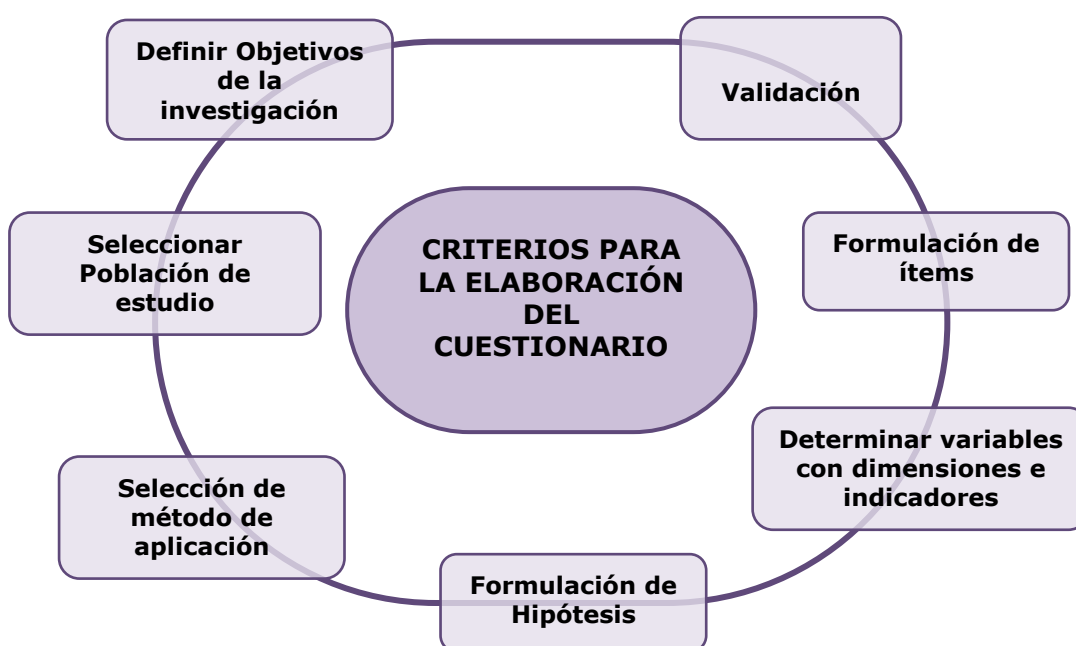 Definir Objetivos
de la
investigación
Validación
Seleccionar
Población de
estudio
CRITERIOS PARA
LA ELABORACIÓN
DEL
CUESTIONARIO
Formulación de
ítems
Selección de
método de
aplicación
Determinar variables
con dimensiones e
indicadores
Formulación de
Hipótesis